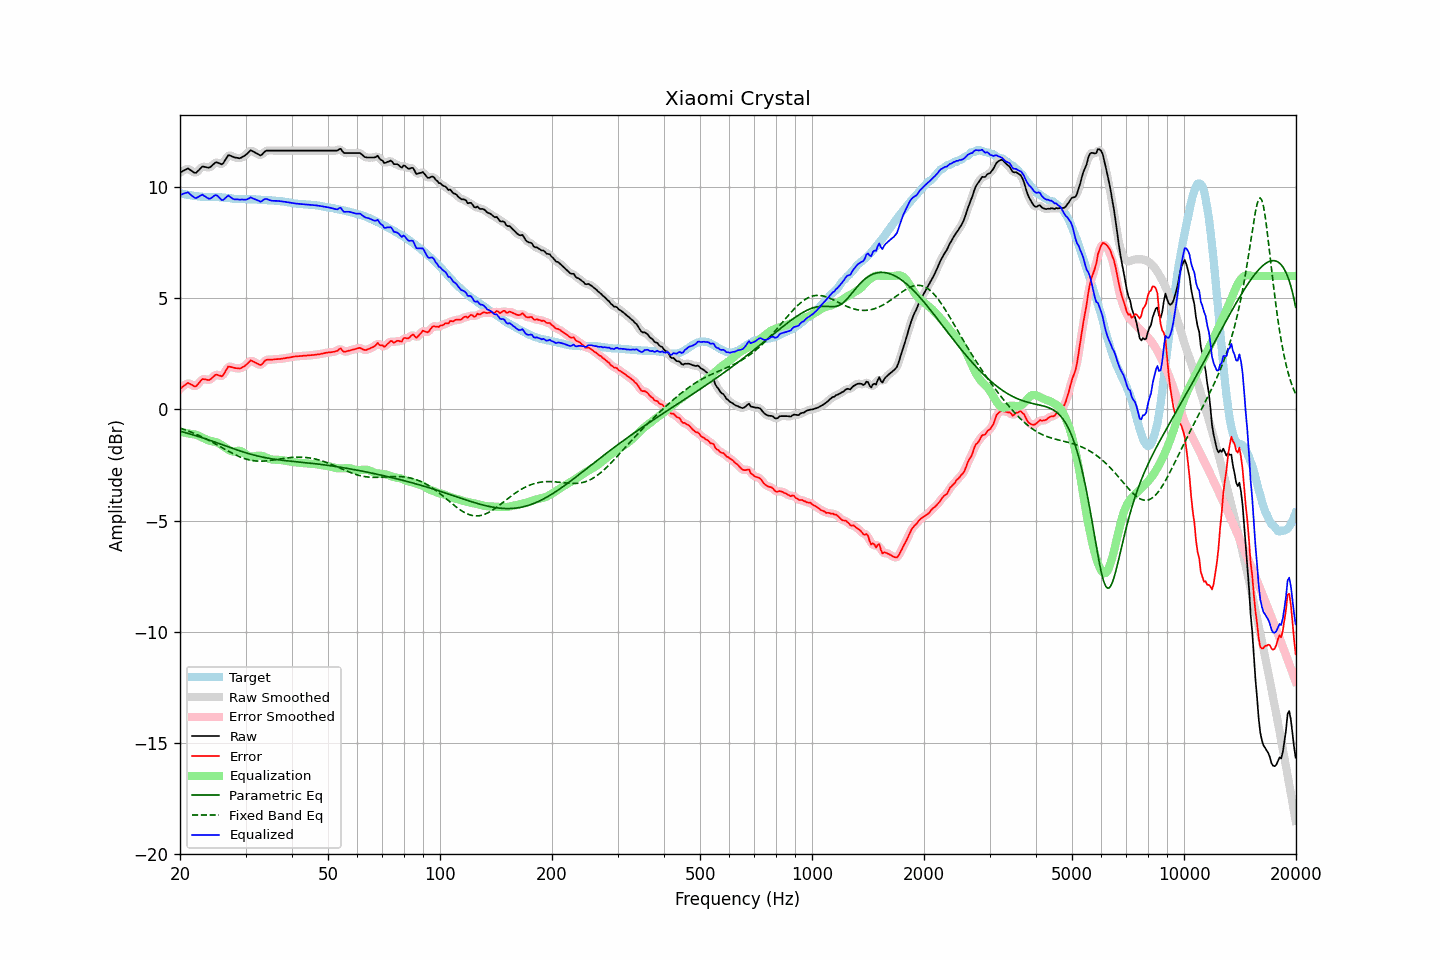 Xiaomi Crystal
Amplitude (dBr)
10
5
0
−5
−10
−15
−20
Target
Raw Smoothed
Error Smoothed
Raw
Error
Equalization
Parametric Eq
Fixed Band Eq
Equalized
20 50 100 200 500 1000 2000 5000 10000 20000
Frequency (Hz)